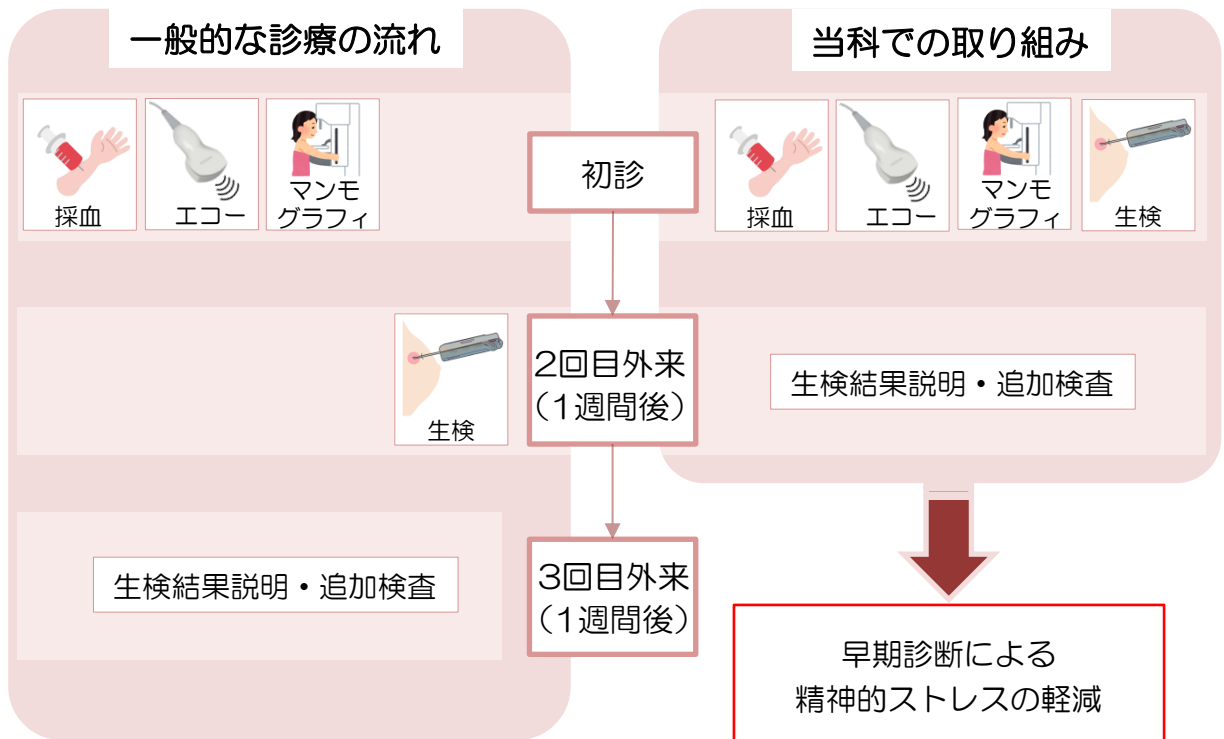 一般的な診療の流れ
当科での取り組み
採血
エコー
マンモ
グラフィ
初診
採血
エコー
マンモ
グラフィ
生検
生検
2回目外来
（1週間後）
生検結果説明・追加検査
生検結果説明・追加検査
3回目外来
（1週間後）
早期診断による
精神的ストレスの軽減